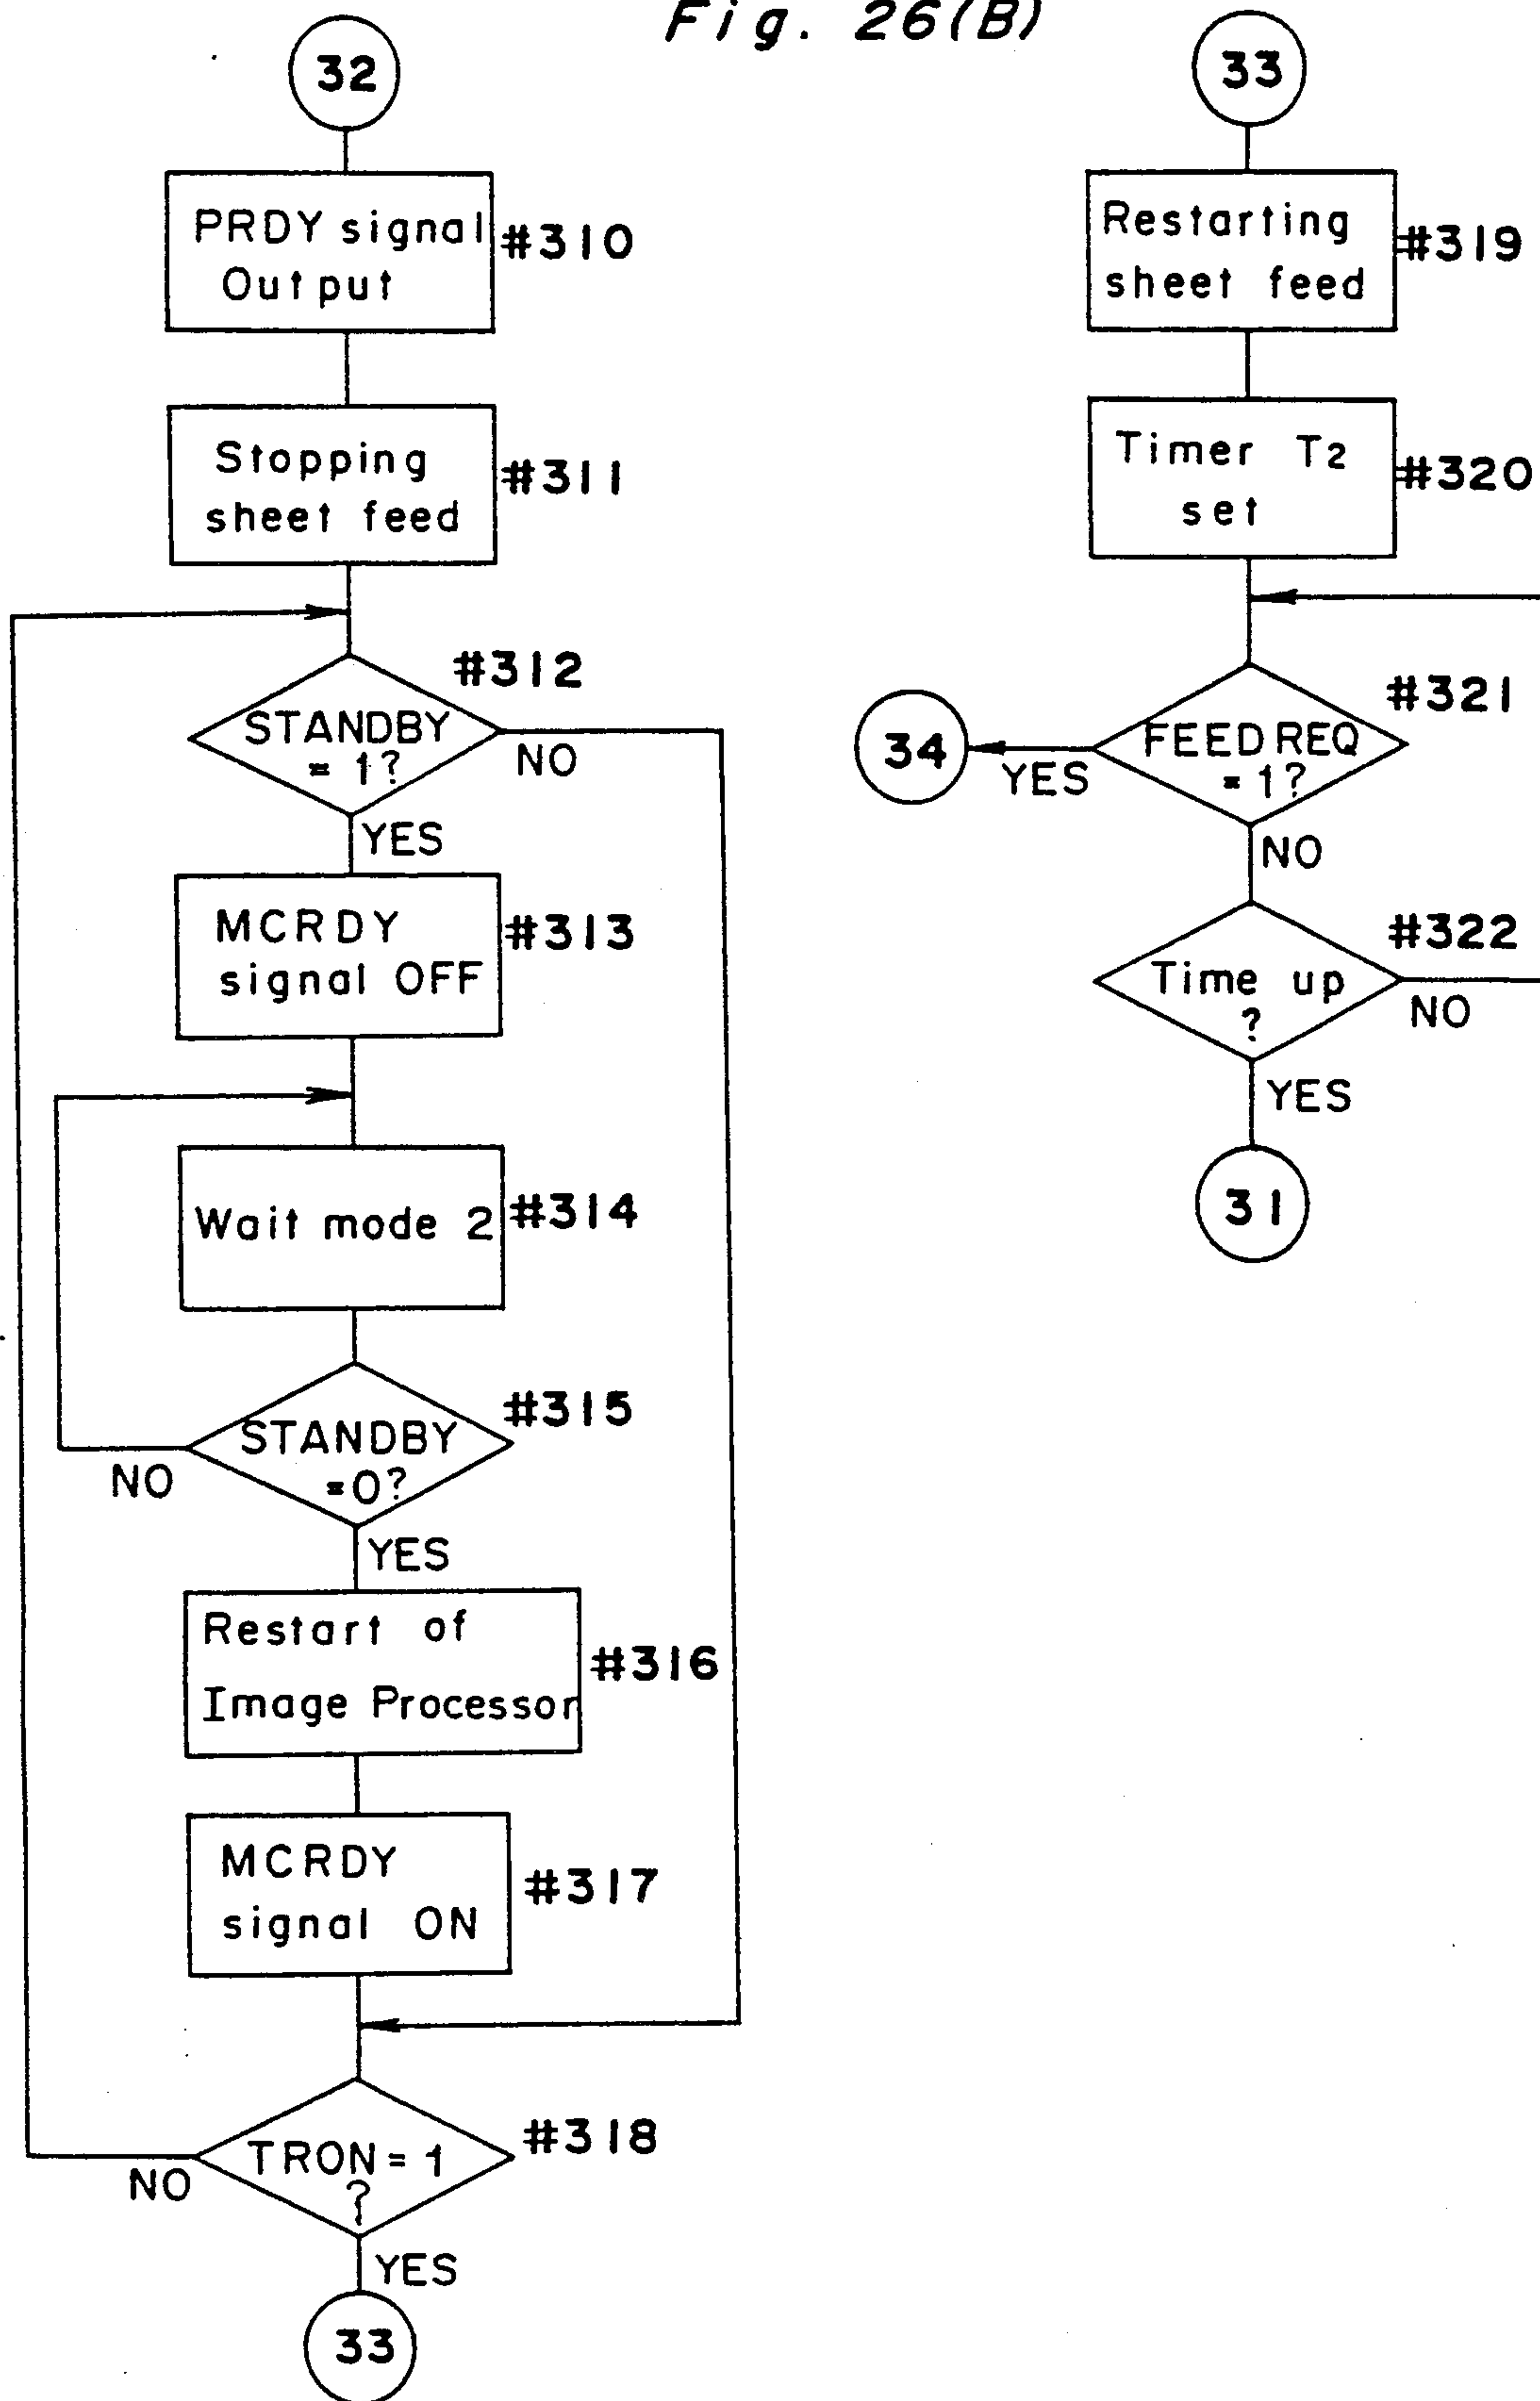 Fig. 26(B)
32
PRDY signal
Output
#310
Stopping
sheet feed
#311
#312
STANDBY
= 1?
NO
YES
MCRDY
signal OFF
#313
Wait mode 2
#314
#315
STANDBY
=0?
NO
YES
Restart of
Image Processor
#316
MCRDY
signal ON
#317
TRON = 1
?
#318
NO
YES
33
33
Restarting
sheet feed
#319
Timer T2
set
#320
#321
FEED REQ
= 1?
YES
34
NO
#322
Time up
?
NO
YES
31